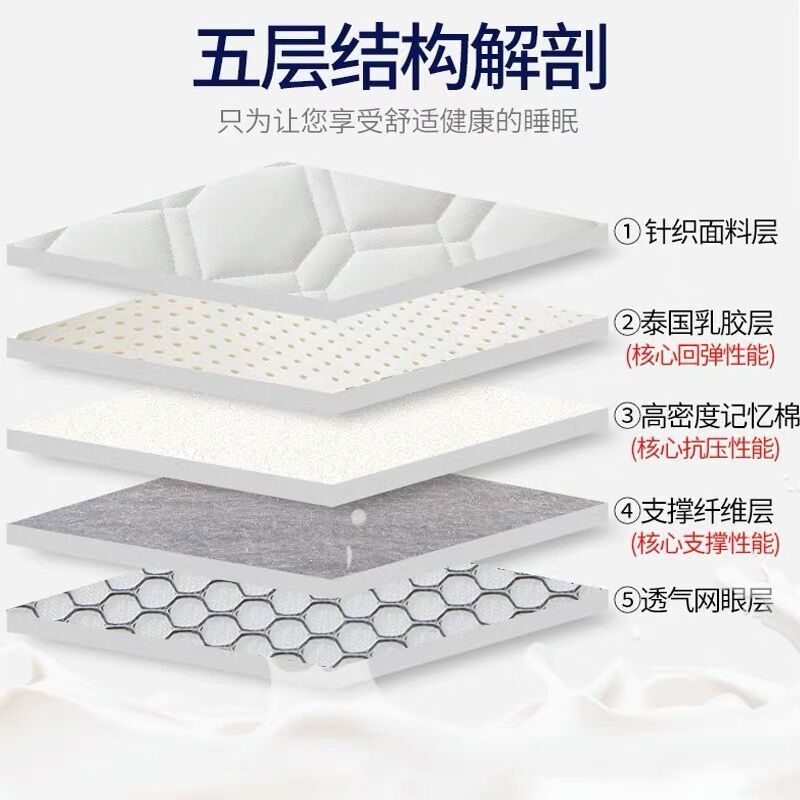 五层结构解剖
只为让您享受舒适健康的睡眠
① 针织面料层
②泰国乳胶层
(核心回弹性能)
③高密度记忆棉
(核心抗压性能)
④支撑纤维层
(核心支撑性能)
⑤透气网眼层